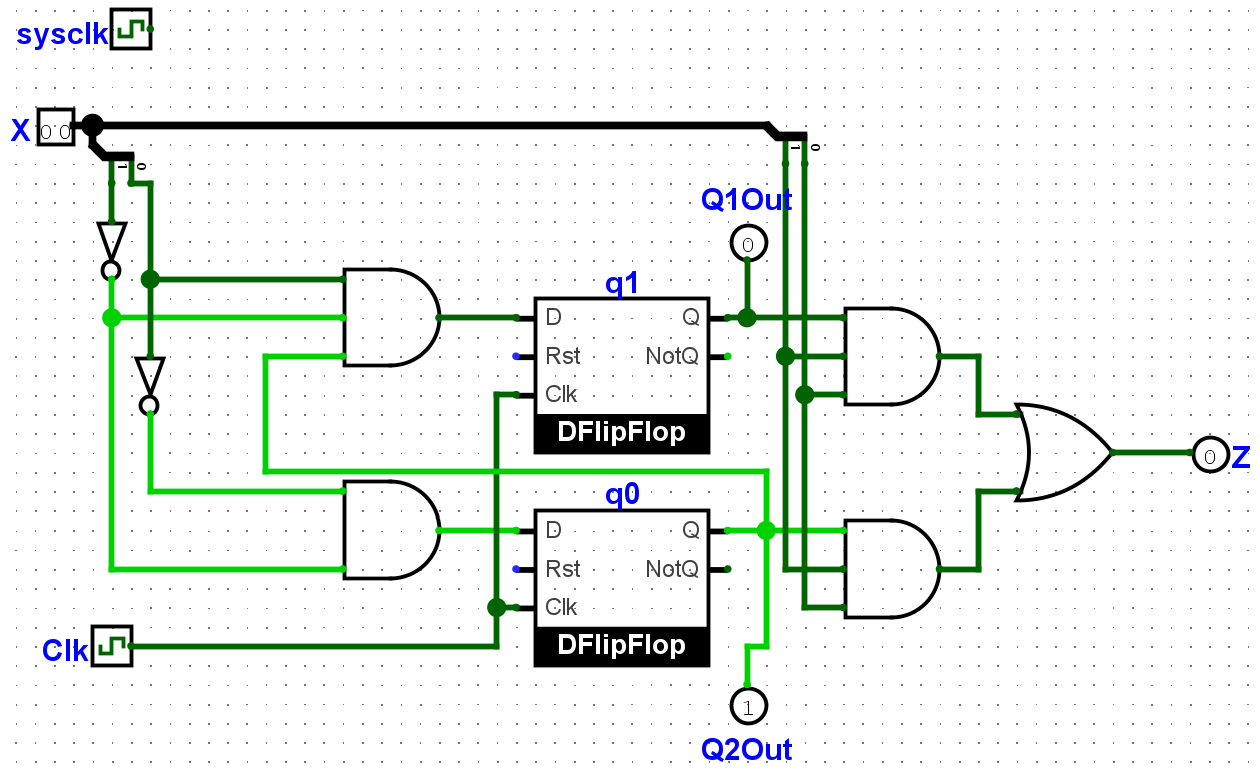 sysclk
X
0 0
1
0
1
0
Q1Out
0
q1
D
Q
Rst
NotQ
Clk
DFlipFlop
q0
D
Q
Rst
NotQ
Clk
DFlipFlop
0
Z
Clk
1
Q2Out